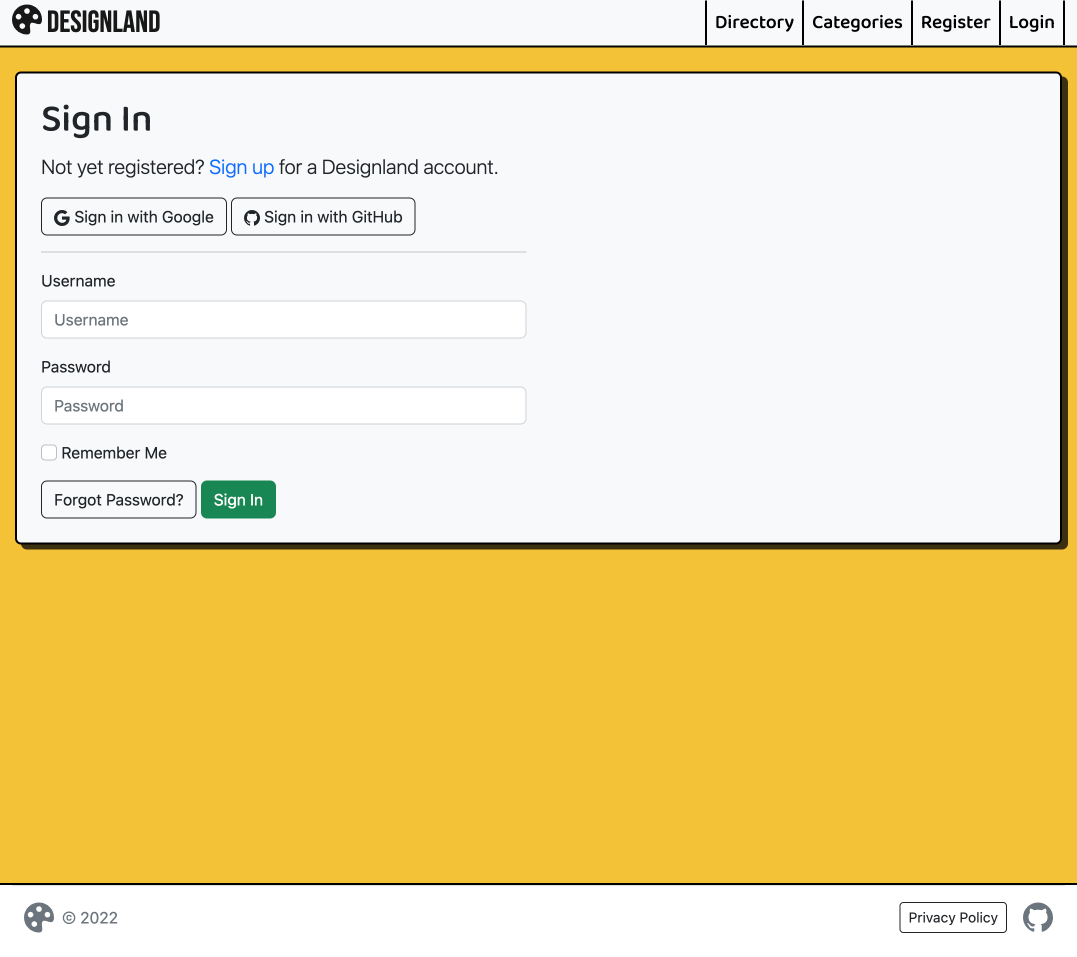 DESIGNLAND Directory Categories Register Login
Sign In
Not yet registered? Sign up for a Designland account.
Sign in with Google Sign in with GitHub
Username
Username
Password
Password
Remember Me
Forgot Password? Sign In
© 2022 Privacy Policy